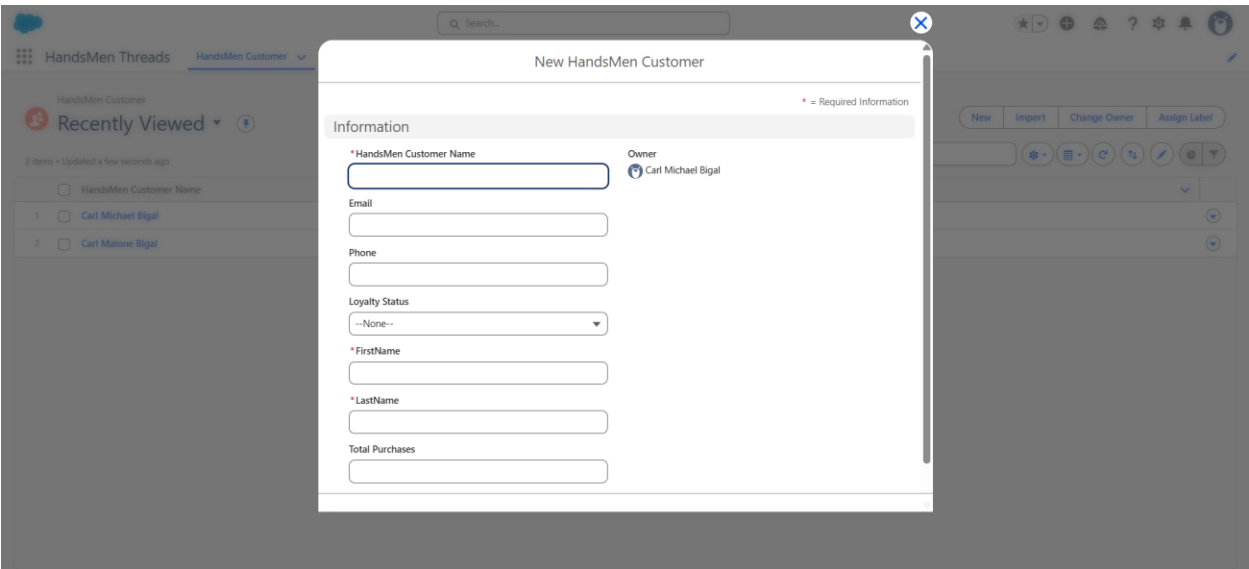 Search...
HandsMen Threads
HandsMen Customer
New HandsMen Customer
* = Required Information
HandsMen Customer
Recently Viewed
2 items • Updated a few seconds ago
New
Import
Change Owner
Assign Label
HandsMen Customer Name
1 Carl Michael Bigal
2 Carl Malone Bigal
Information
*HandsMen Customer Name
Owner
Carl Michael Bigal
Email
Phone
Loyalty Status
--None--
*FirstName
*LastName
Total Purchases